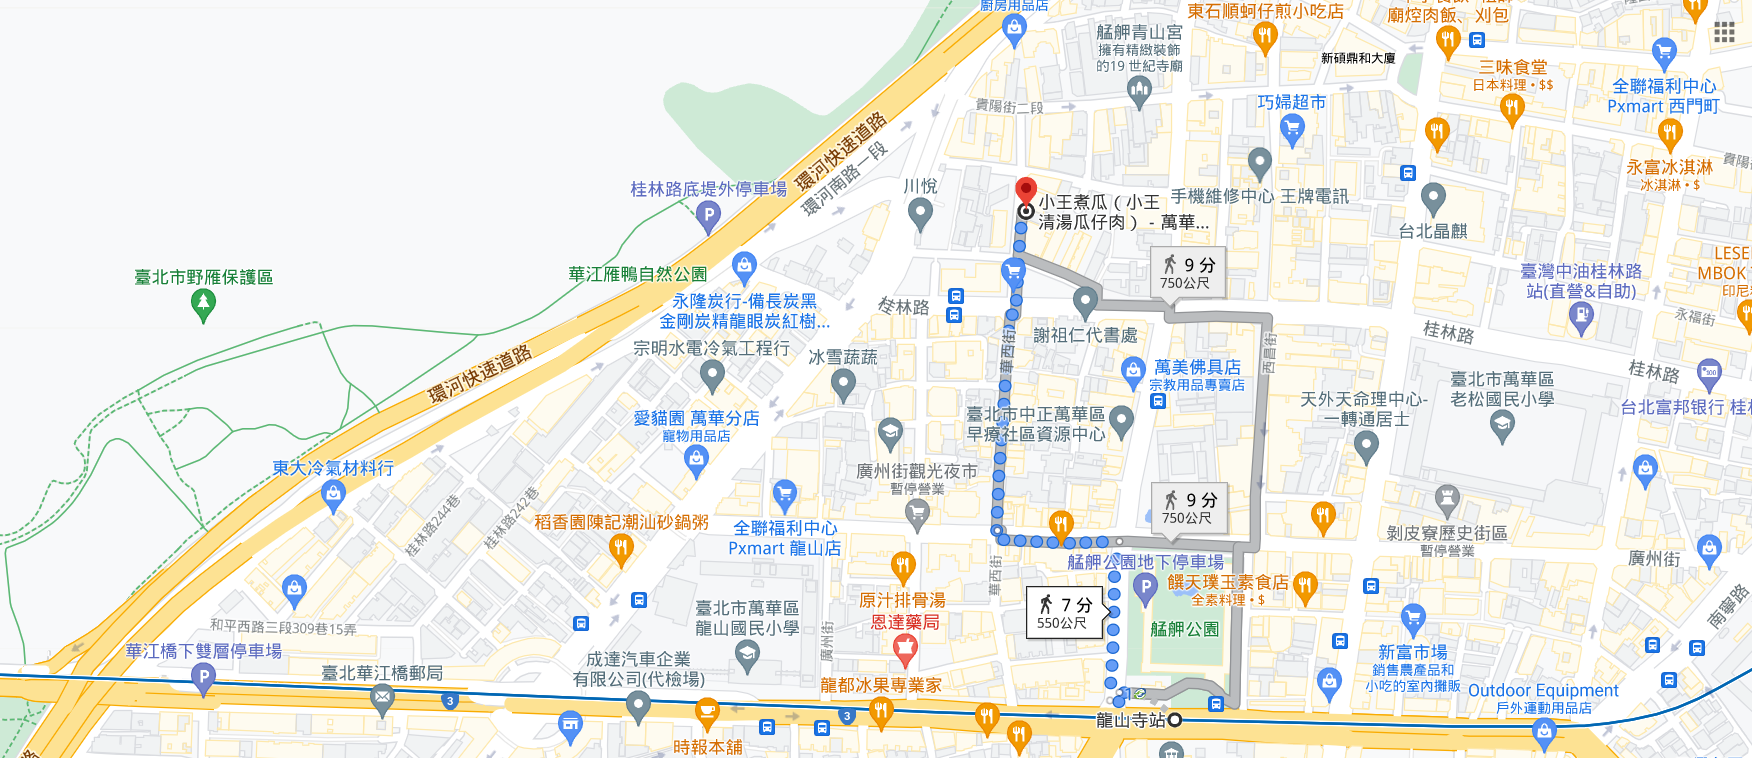 廚房用品店
東石順蚵仔煎小吃店
廟焢肉飯、刈包
艋舺青山宮
擁有精緻裝飾
的19 世紀寺廟
新碩鼎和大廈
三味食堂
日本料理 • $$
全聯福利中心
Pxmart 西門町
巧婦超市
貴陽街二段
環河快速道路
環河南路一段
永富冰淇淋
冰淇淋 • $
桂林路底堤外停車場
P
川悅
小王煮瓜（小王
清湯瓜仔肉） - 萬華...
手機維修中心 王牌電訊
台北晶麒
臺北市野雁保護區
華江雁鴨自然公園
9 分
750公尺
臺灣中油桂林路
站(直營&自助)
LESE
MBOK
永隆炭行-備長炭黑
金剛炭精龍眼炭紅樹...
桂林路
謝祖仁代書處
永福街
桂林路
宗明水電冷氣工程行
冰雪蔬蔬
華西街
西昌街
萬美佛具店
宗教用品專賣店
環河快速道路
桂林路
臺北市萬華區
老松國民小學
天外天命理中心-
一轉通居士
台北富邦银行 桂
愛貓園 萬華分店
寵物用品店
臺北市中正萬華區
早療社區資源中心
東大冷氣材料行
廣州街觀光夜市
暫停營業
桂林路244巷
桂林路242巷
稻香園陳記潮汕砂鍋粥
全聯福利中心
Pxmart 龍山店
9 分
750公尺
剝皮寮歷史街區
暫停營業
廣州街
艋舺公園地下停車場
P
饌天璞玉素食店
全素料理 • $
華西街
原汁排骨湯
恩達藥局
7 分
550公尺
艋舺公園
臺北市萬華區
龍山國民小學
和平西路三段309巷15弄
廣州街
南寧路
華江橋下雙層停車場
P
臺北華江橋郵局
成達汽車企業
有限公司(代檢場)
龍都冰果專業家
新富市場
銷售農產品和
小吃的室內攤販
Outdoor Equipment
戶外運動用品店
3
3
龍山寺站
時報本舖